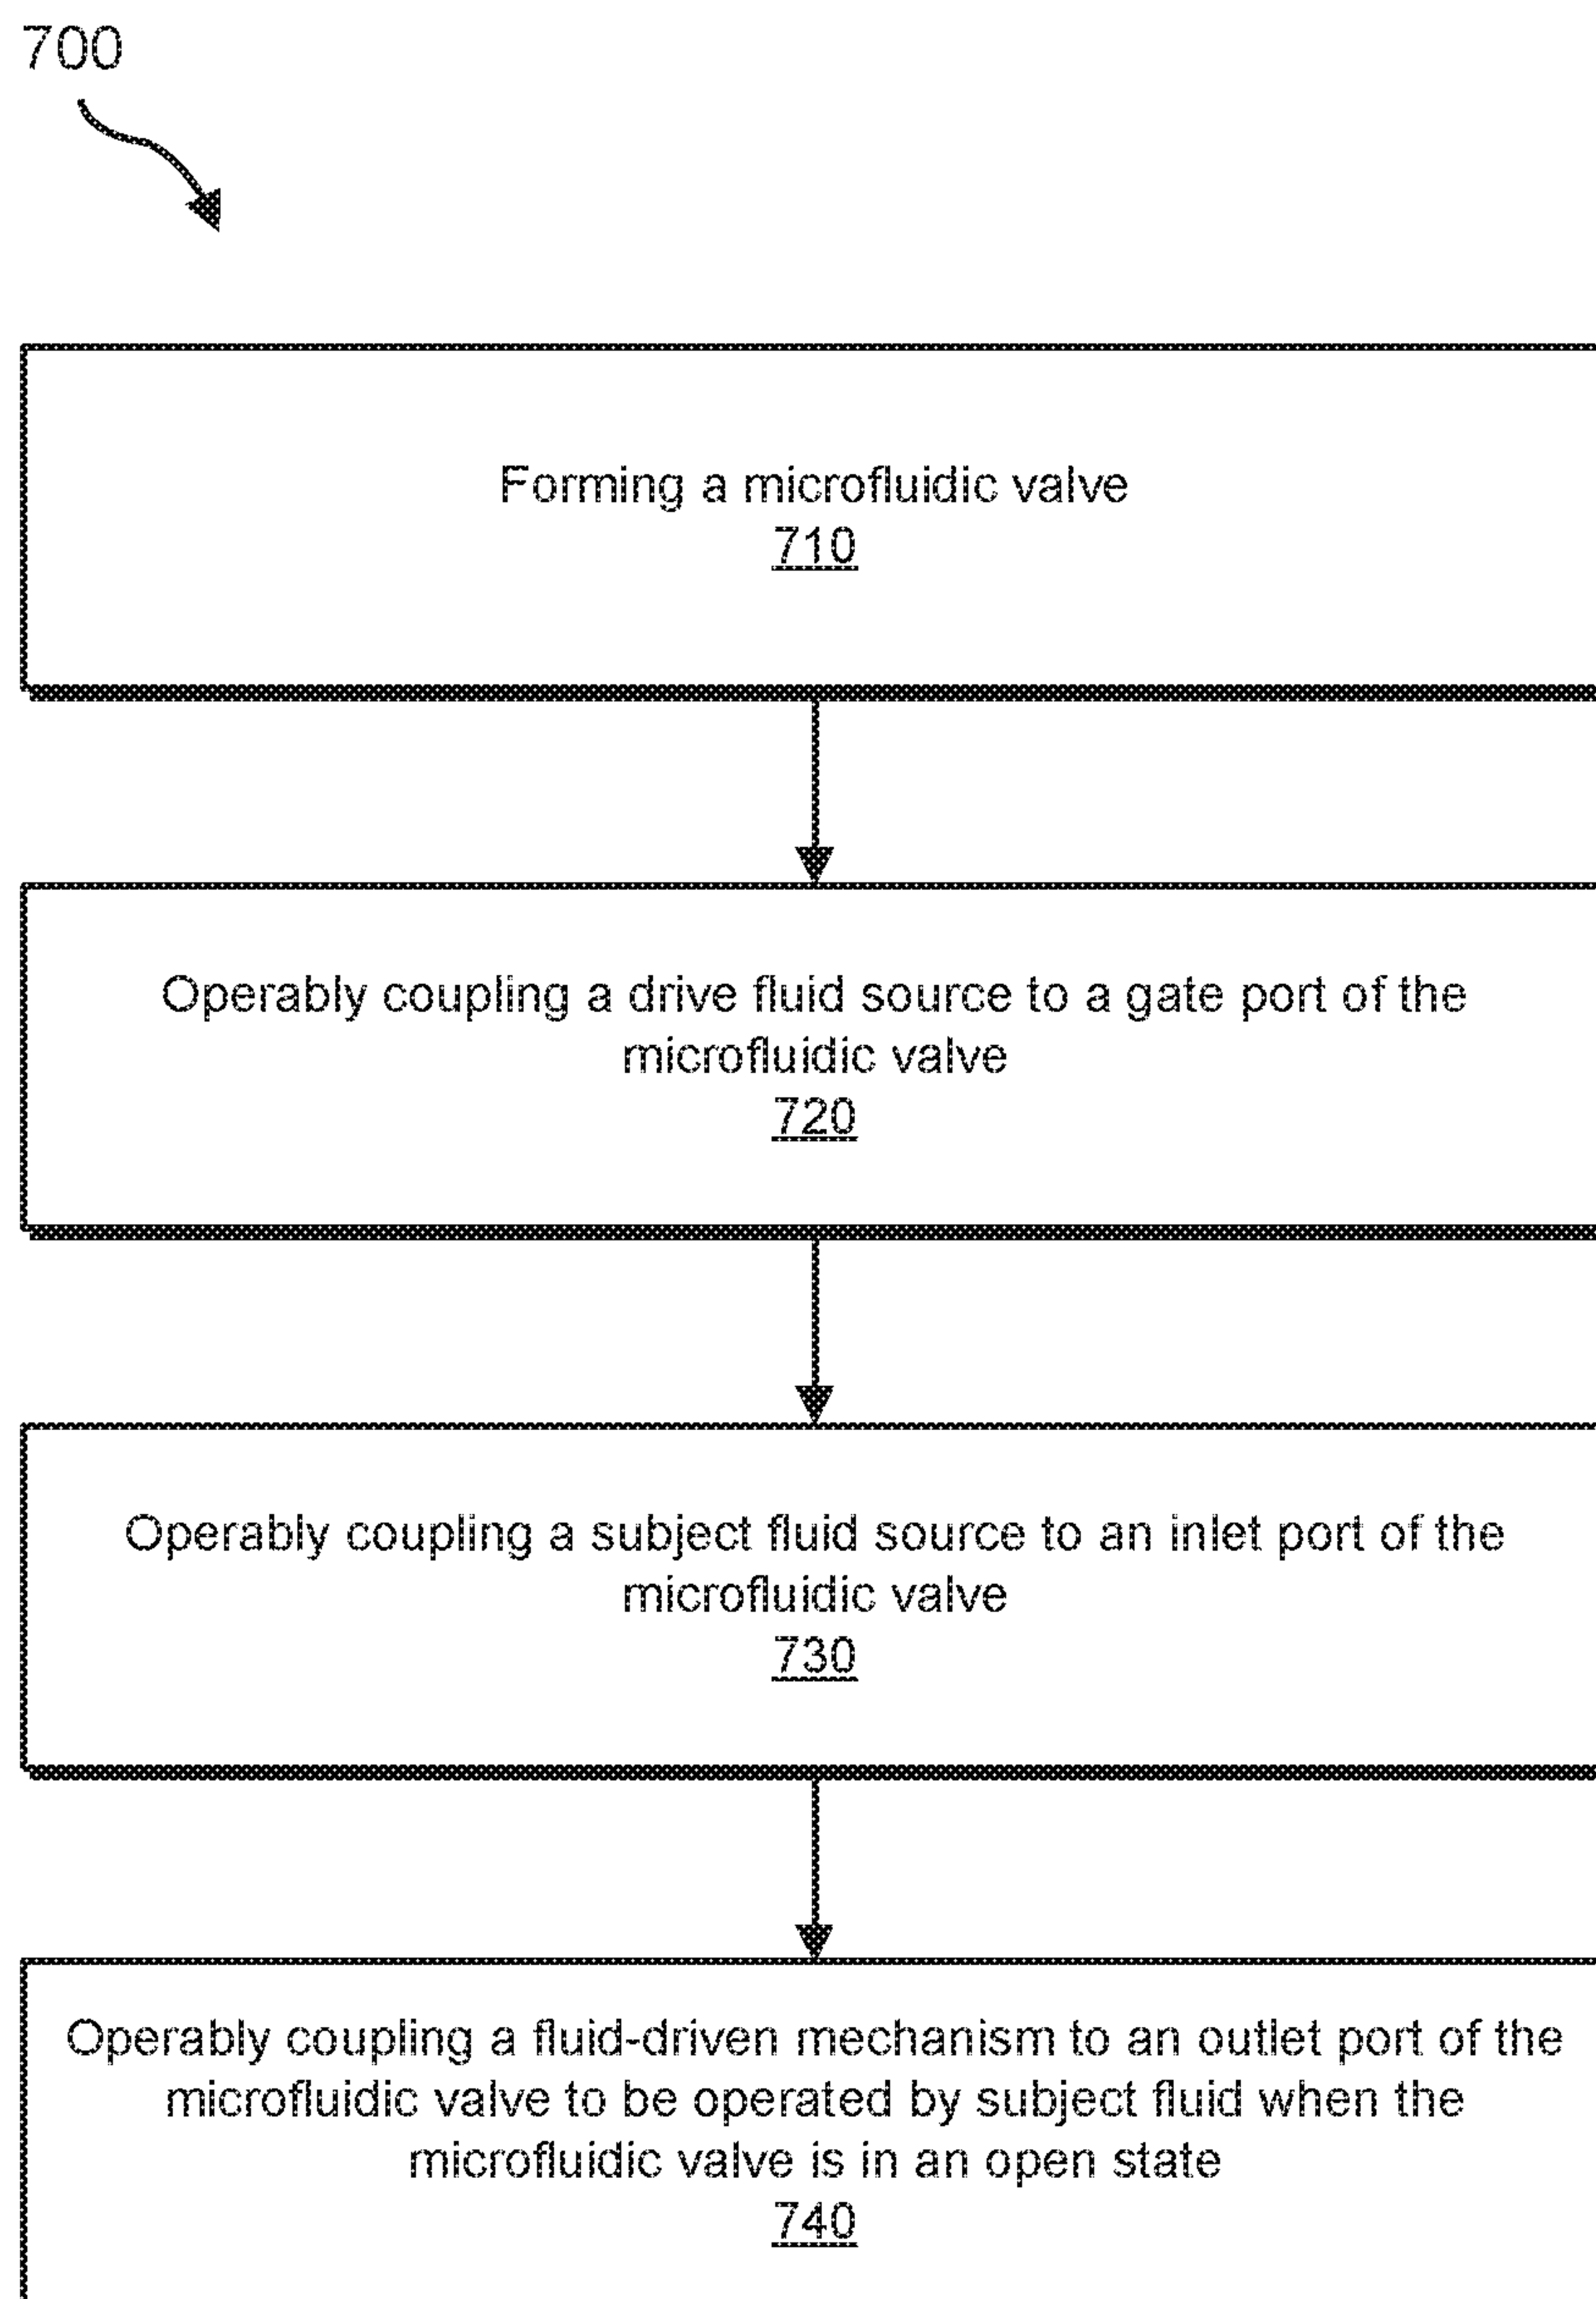 700
Forming a microfluidic valve
710
Operably coupling a drive fluid source to a gate port of the
microfluidic valve
720
Operably coupling a subject fluid source to an inlet port of the
microfluidic valve
730
Operably coupling a fluid-driven mechanism to an outlet port of the
microfluidic valve to be operated by subject fluid when the
microfluidic valve is in an open state
740